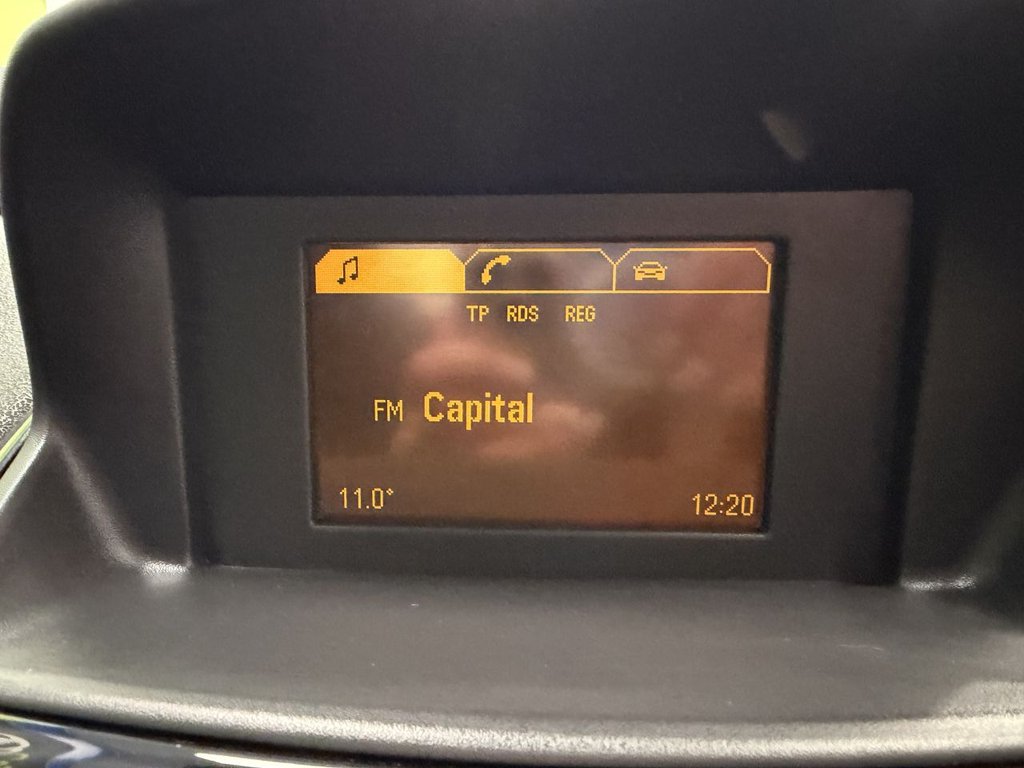 TP RDS REG
FM Capital
11.0° 12:20